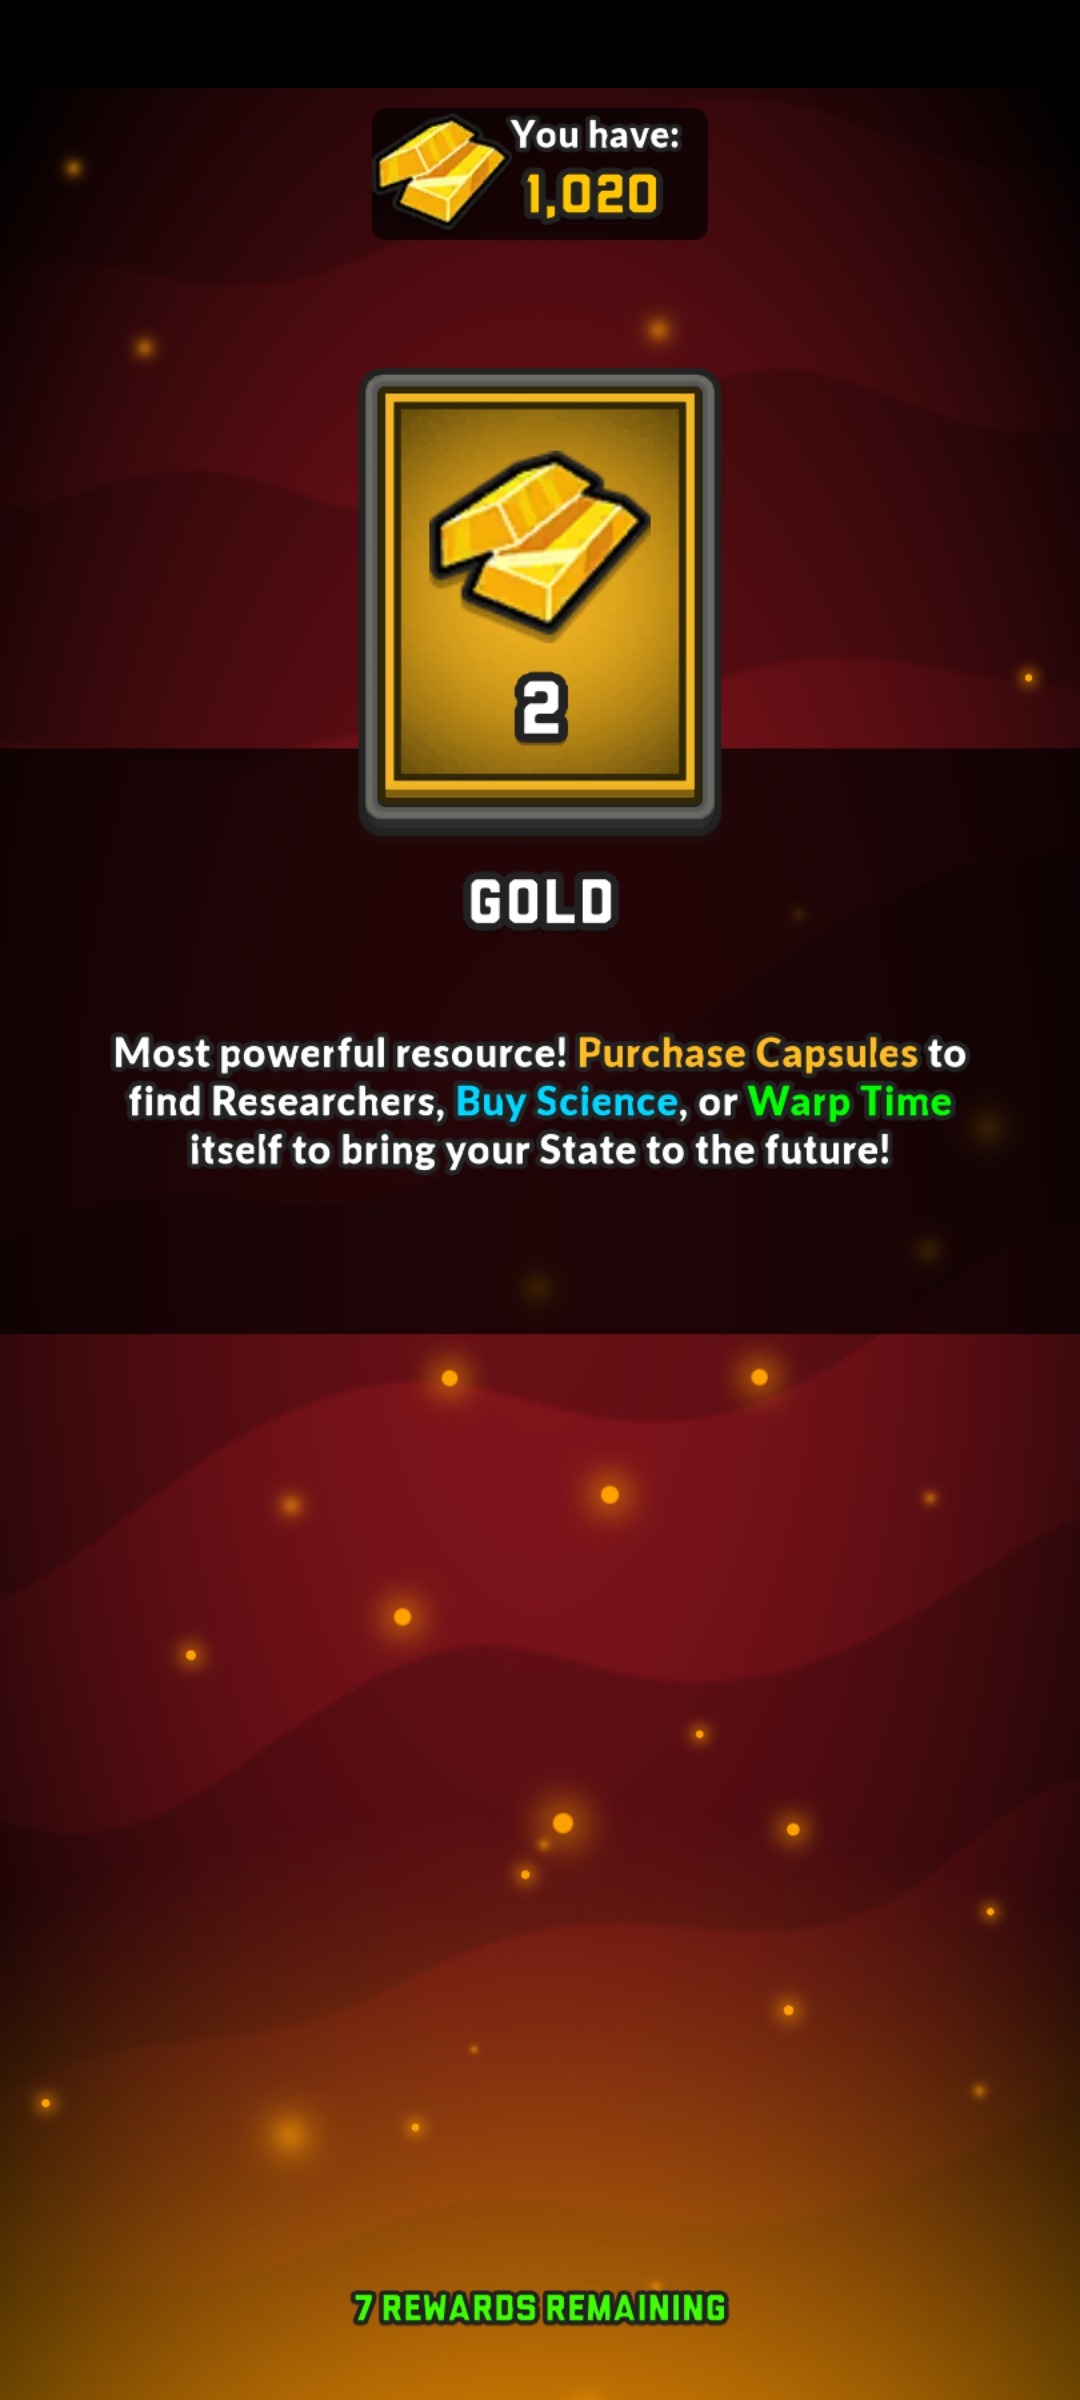 You have:
1,020
2
GOLD
Most powerful resource! Purchase Capsules to
find Researchers, Buy Science, or Warp Time
itself to bring your State to the future!
7 REWARDS REMAINING